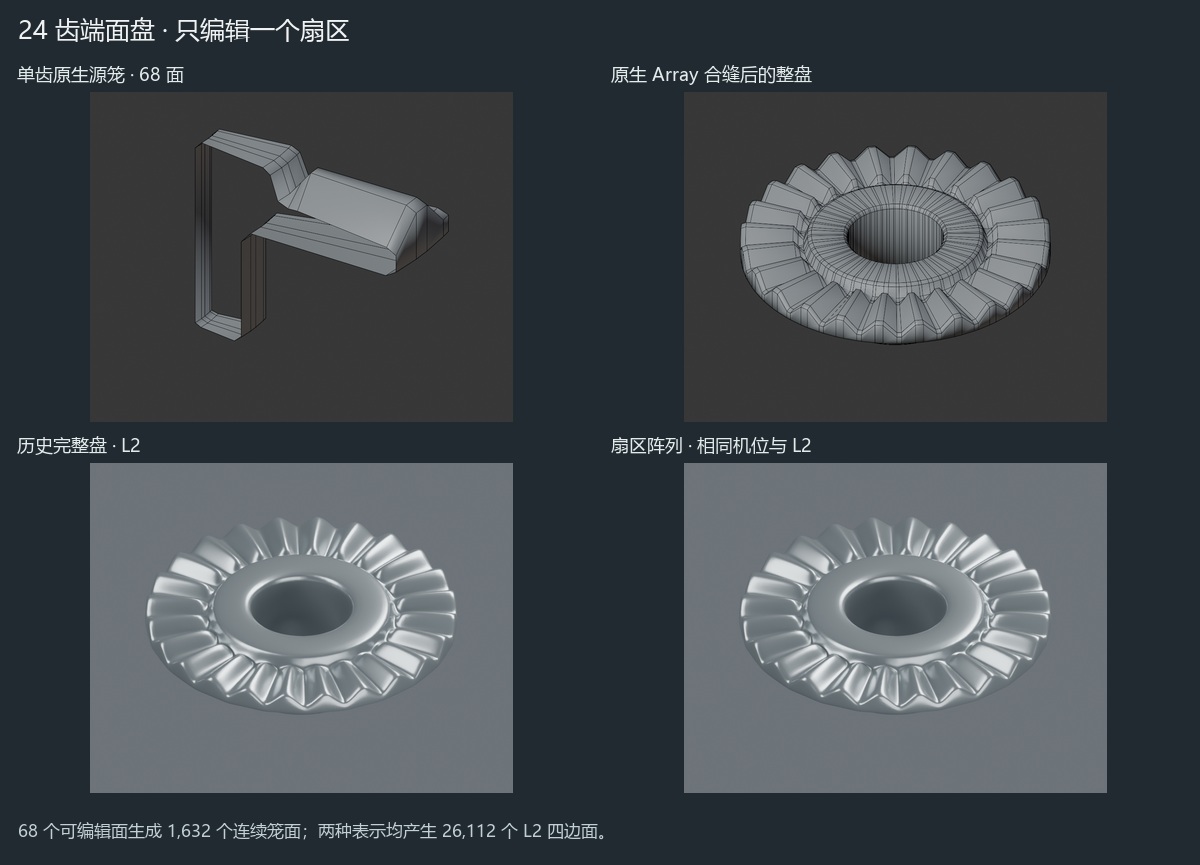 24 齿端面盘 · 只编辑一个扇区
单齿原生源笼 · 68 面
原生 Array 合缝后的整盘
历史完整盘 · L2
扇区阵列 · 相同机位与 L2
68 个可编辑面生成 1,632 个连续笼面；两种表示均产生 26,112 个 L2 四边面。